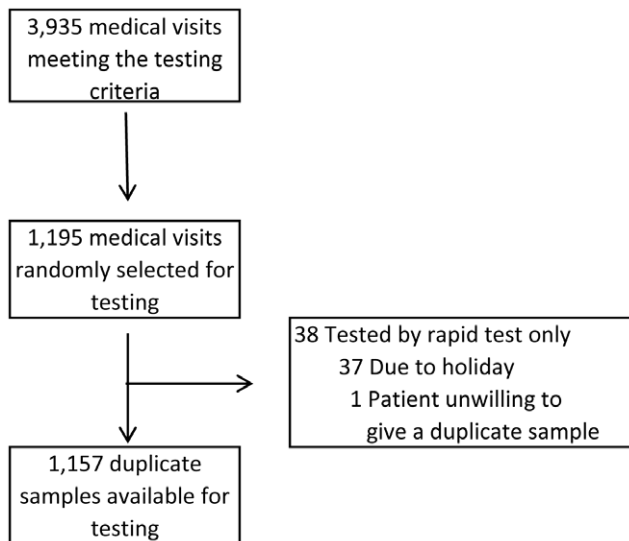 3,935 medical visits
meeting the testing
criteria
1,195 medical visits
randomly selected for
testing
38 Tested by rapid test only
37 Due to holiday
1 Patient unwilling to
give a duplicate sample
1,157 duplicate
samples available for
testing